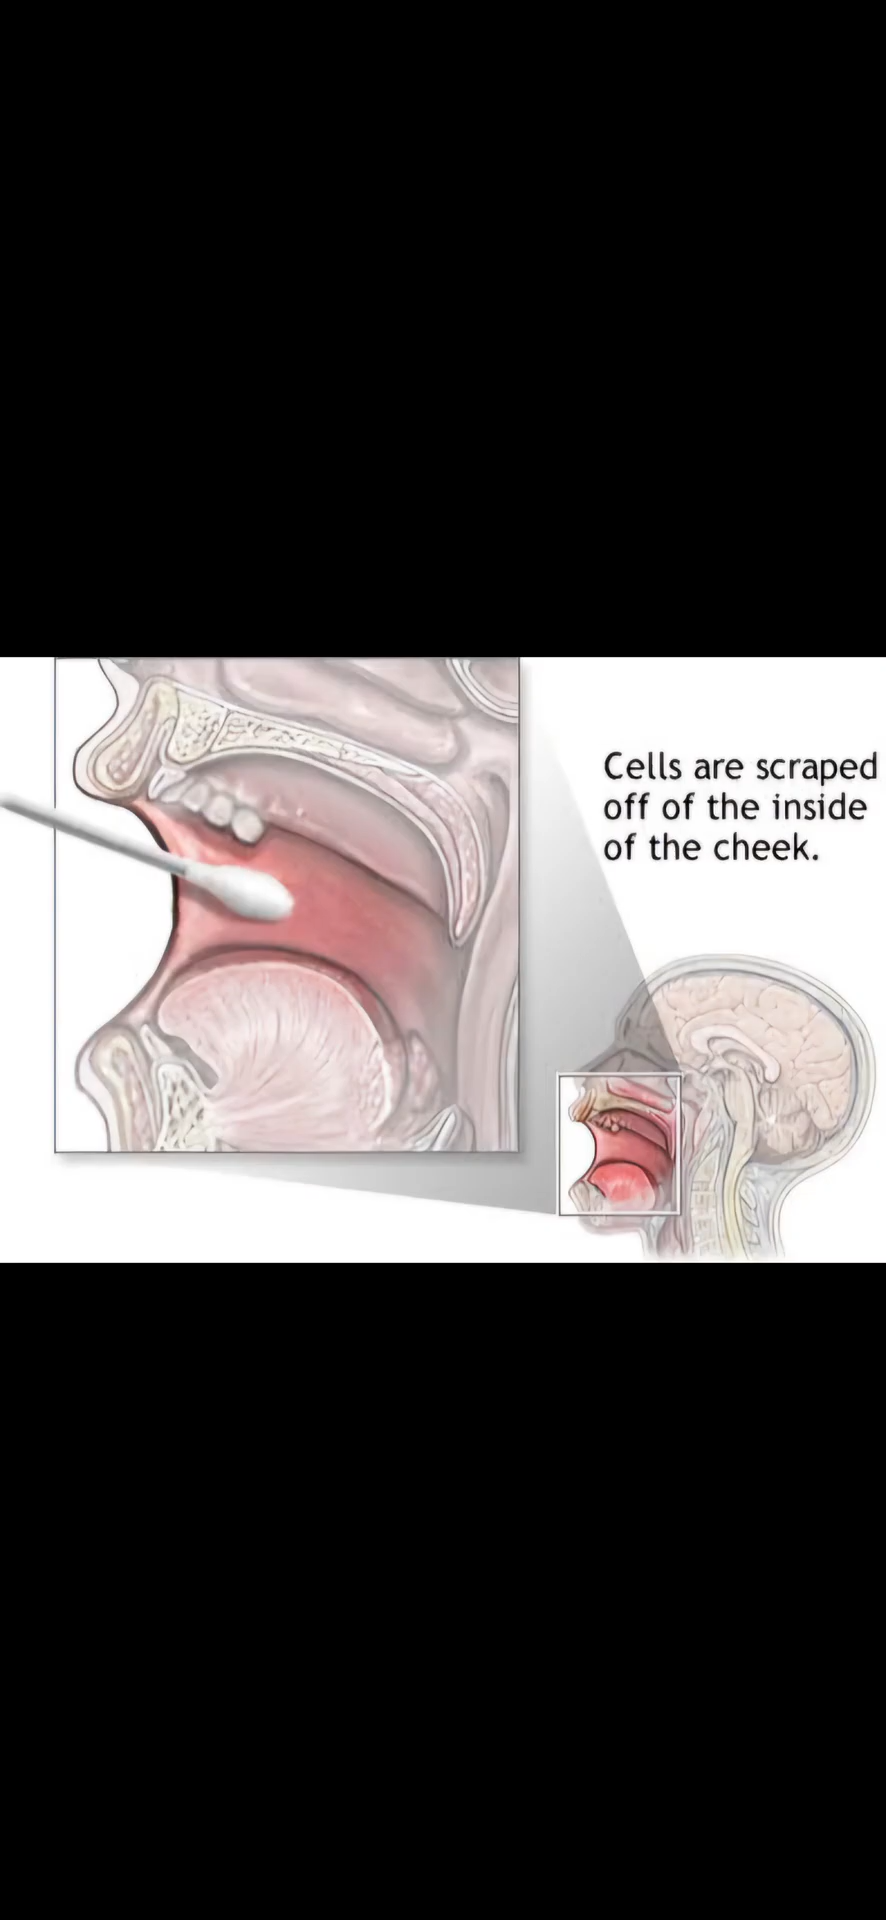 Cells are scraped
off of the inside
of the cheek.